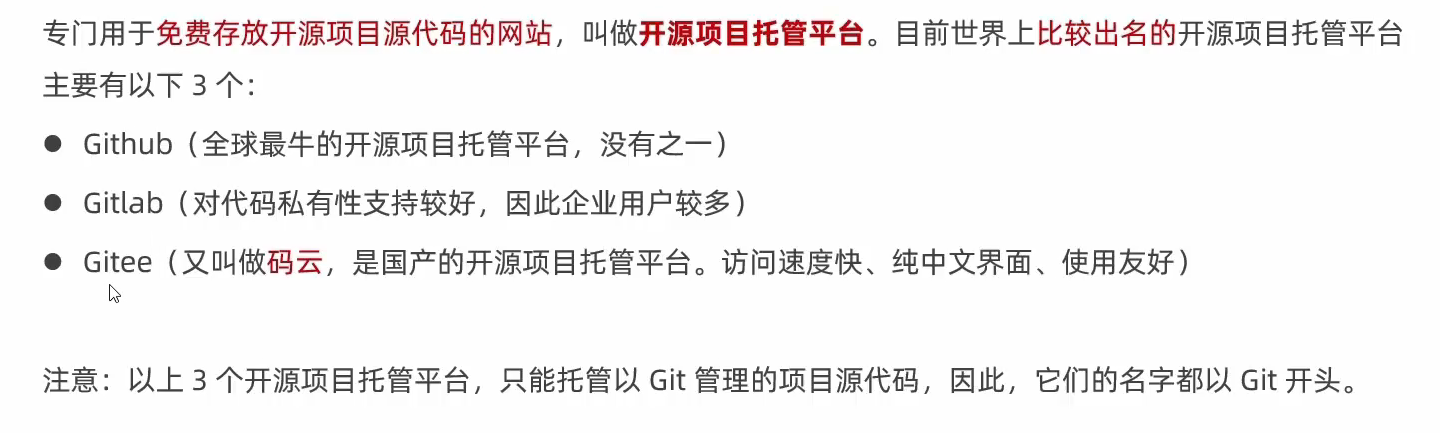 专门用于免费存放开源项目源代码的网站，叫做开源项目托管平台。目前世界上比较出名的开源项目托管平台
主要有以下 3 个：
● Github（全球最牛的开源项目托管平台，没有之一）
● Gitlab（对代码私有性支持较好，因此企业用户较多）
● Gitee（又叫做码云，是国产的开源项目托管平台。访问速度快、纯中文界面、使用友好）
注意：以上 3 个开源项目托管平台，只能托管以 Git 管理的项目源代码，因此，它们的名字都以 Git 开头。